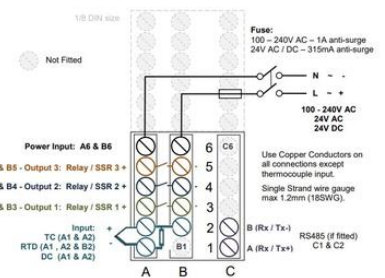 1/8 DIN size
Fuse:
100 – 240V AC – 1A anti-surge
24V AC / DC – 315mA anti-surge
Not Fitted
N ~ -
L ~ +
100 - 240V AC
24V AC
24V DC
Power Input: A6 & B6
6 C6
& B5 - Output 3: Relay / SSR 3 +
- 5
& B4 - Output 2: Relay / SSR 2 +
- 4
& B3 - Output 1: Relay / SSR 1 +
- 3
Use Copper Conductors on
all connections except
thermocouple input.
Single Strand wire gauge
max 1.2mm (18SWG).
Input:
TC (A1 & A2)
RTD (A1 , A2 & B2)
DC (A1 & A2)
+
-
2
B1 1
B (Rx / Tx-)
A (Rx / Tx+)
RS485 (if fitted)
C1 & C2
A B C